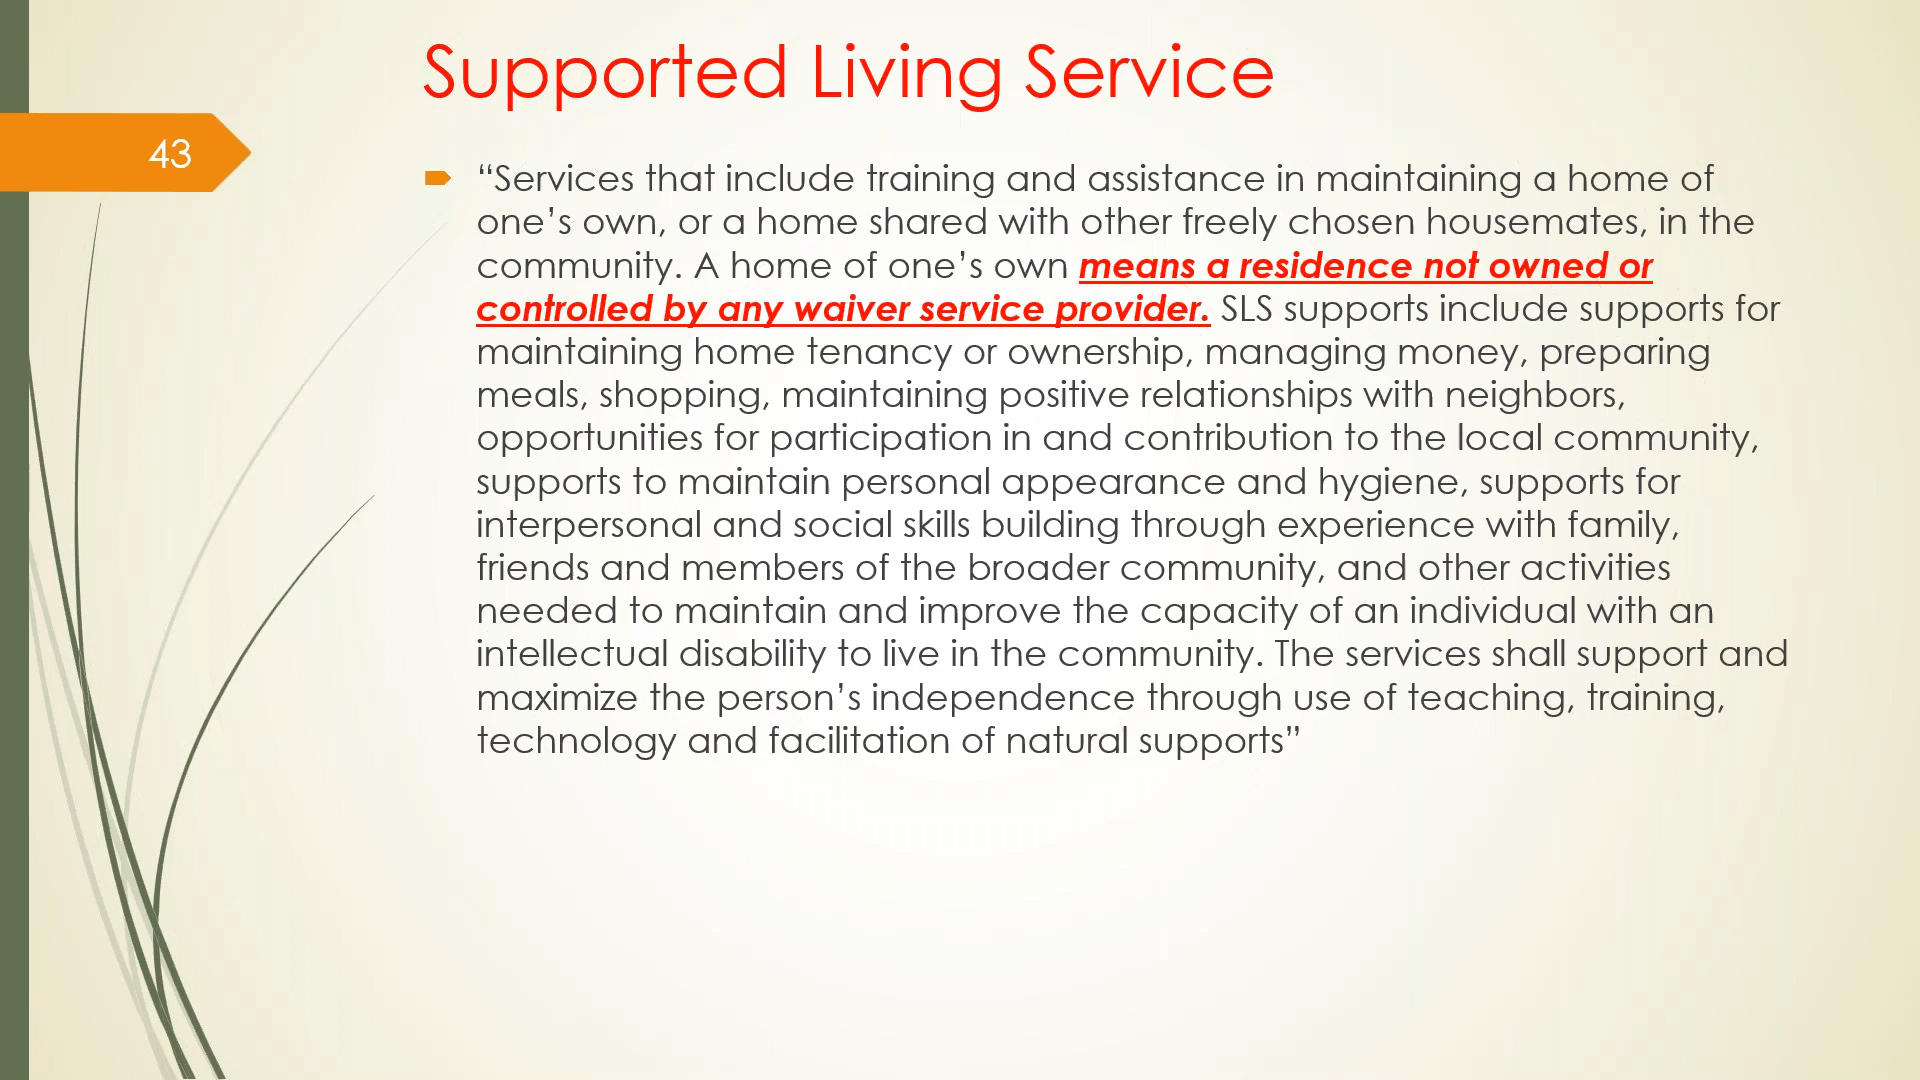 Supported Living Service
43
“Services that include training and assistance in maintaining a home of
one’s own, or a home shared with other freely chosen housemates, in the
community. A home of one’s own means a residence not owned or
controlled by any waiver service provider. SLS supports include supports for
maintaining home tenancy or ownership, managing money, preparing
meals, shopping, maintaining positive relationships with neighbors,
opportunities for participation in and contribution to the local community,
supports to maintain personal appearance and hygiene, supports for
interpersonal and social skills building through experience with family,
friends and members of the broader community, and other activities
needed to maintain and improve the capacity of an individual with an
intellectual disability to live in the community. The services shall support and
maximize the person’s independence through use of teaching, training,
technology and facilitation of natural supports”